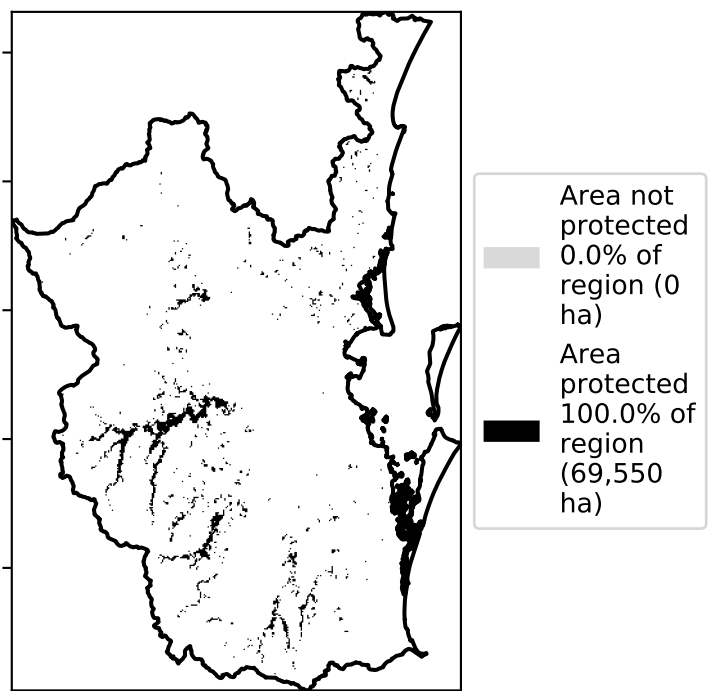 Area not
protected
0.0% of
region (0
ha)
Area
protected
100.0% of
region
(69,550
ha)